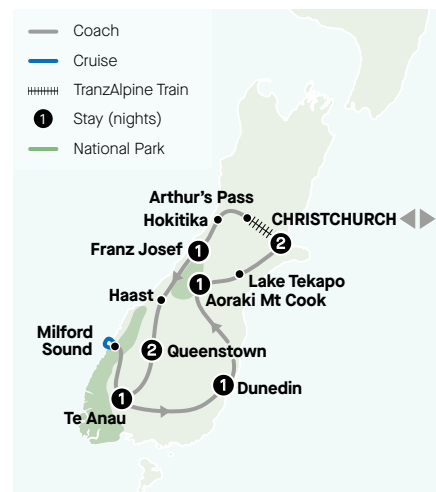 Coach
Cruise
TranzAlpine Train
1 Stay (nights)
National Park
Arthur's Pass
Hokitika
CHRISTCHURCH
2
Franz Josef 1
Lake Tekapo
1
Aoraki Mt Cook
Haast
Milford
Sound
2 Queenstown
1 Dunedin
1
Te Anau